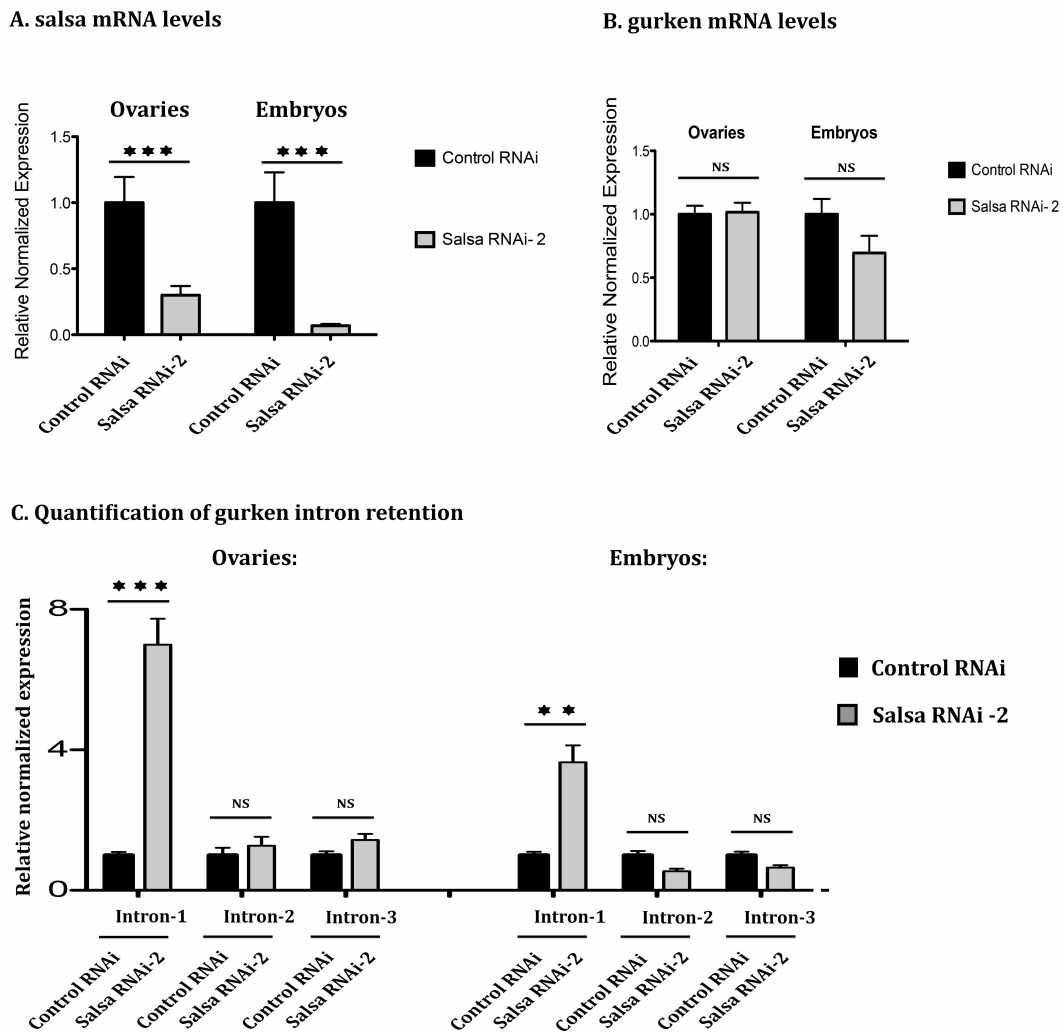 A. salsa mRNA levels
B. gurken mRNA levels
Ovaries Embryos
Relative Normalized Expression
1.5
1.0
0.5
0.0
***
***
Control RNAi
Salsa RNAi- 2
Control RNAi
Salsa RNAi-2
Control RNAi
Salsa RNAi-2
Ovaries Embryos
Relative Normalized Expression
1.5
1.0
0.5
0.0
NS
NS
Control RNAi
Salsa RNAi- 2
Control RNAi
Salsa RNAi-2
Control RNAi
Salsa RNAi-2
C. Quantification of gurken intron retention
Ovaries: Embryos:
Relative normalized expression
8
4
0
***
NS
NS
**
NS
NS
Control RNAi
Salsa RNAi -2
Intron-1 Intron-2 Intron-3 Intron-1 Intron-2 Intron-3
Control RNAi
Salsa RNAi-2
Control RNAi
Salsa RNAi-2
Control RNAi
Salsa RNAi-2
Control RNAi
Salsa RNAi-2
Control RNAi
Salsa RNAi-2
Control RNAi
Salsa RNAi-2